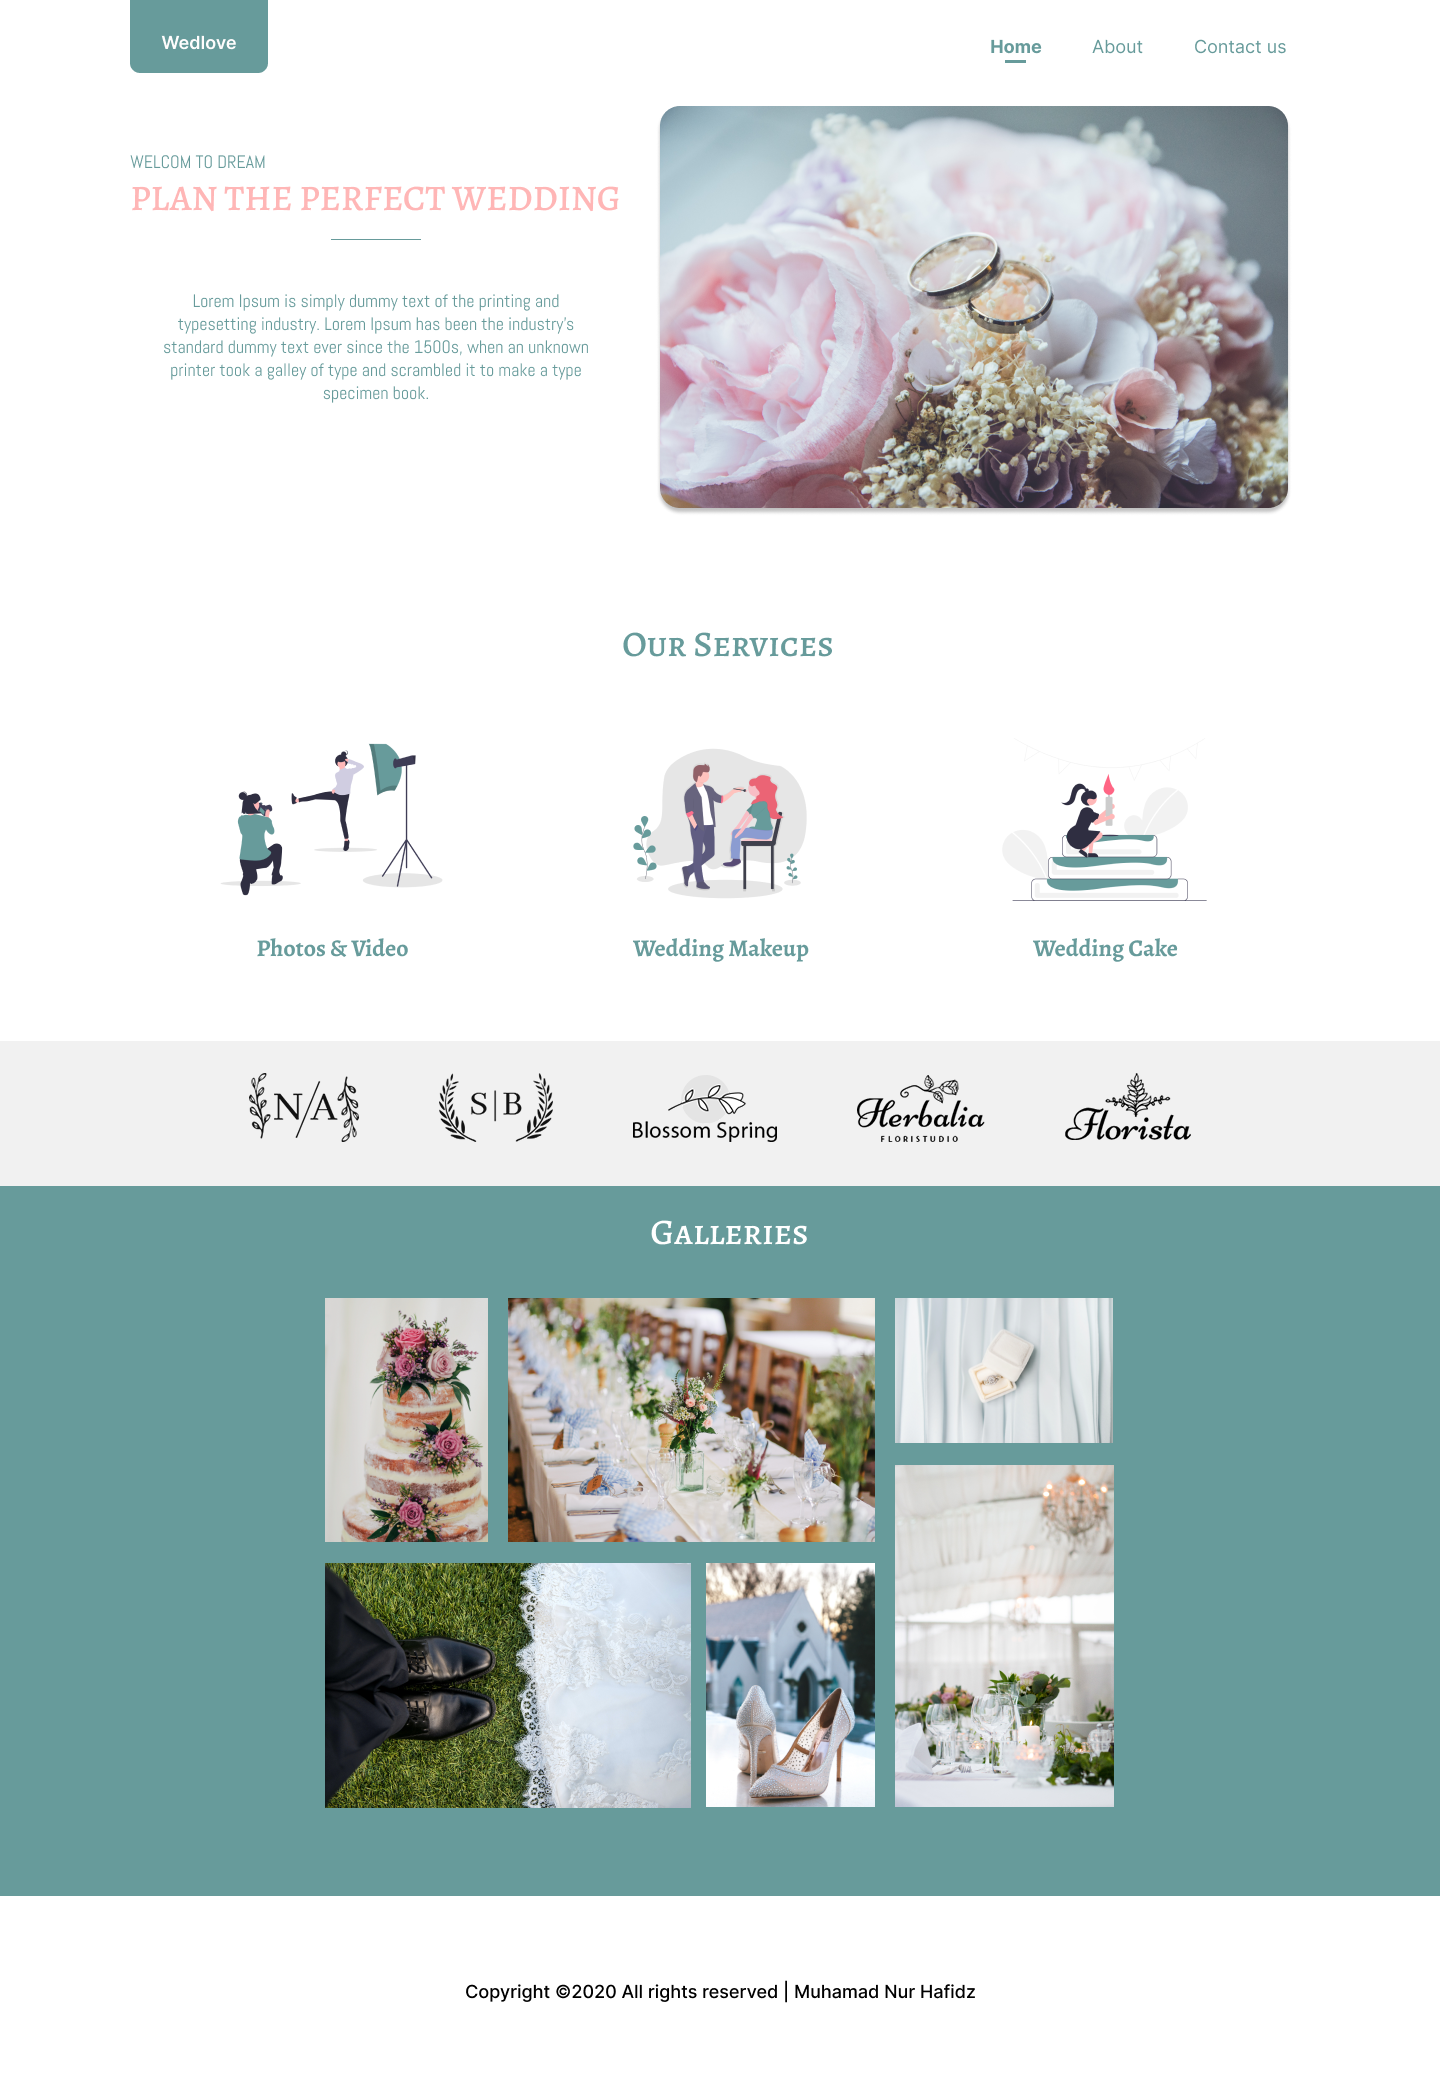 Wedlove
Home
About
Contact us
WELCOM TO DREAM
PLAN THE PERFECT WEDDING
Lorem Ipsum is simply dummy text of the printing and
typesetting industry. Lorem Ipsum has been the industry's
standard dummy text ever since the 1500s, when an unknown
printer took a galley of type and scrambled it to make a type
specimen book.
Our Services
Photos & Video
Wedding Makeup
Wedding Cake
N/A
S|B
Blossom Spring
Herbalia
FLORISTUDIO
Florista
Galleries
Copyright ©2020 All rights reserved | Muhamad Nur Hafidz